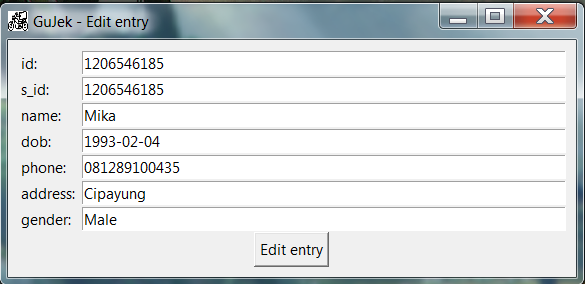 GuJek - Edit entry
id: 1206546185
s_id: 1206546185
name: Mika
dob: 1993-02-04
phone: 081289100435
address: Cipayung
gender: Male
Edit entry